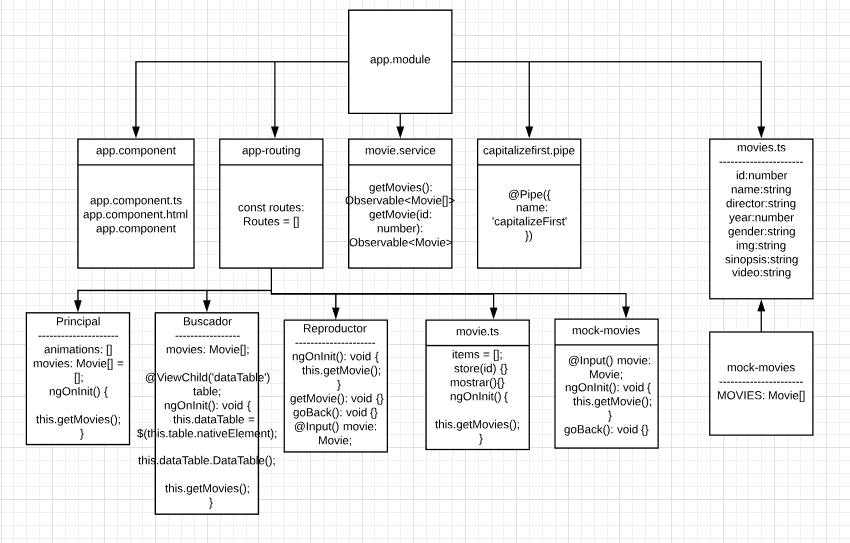 app.module
app.component
app.component.ts
app.component.html
app.component
app-routing
const routes:
Routes = []
movie.service
getMovies():
Observable<Movie[]>
getMovie(id:
number):
Observable<Movie>
capitalizefirst.pipe
@Pipe({
name:
'capitalizeFirst'
})
movies.ts
-----------------------
id:number
name:string
director:string
year:number
gender:string
img:string
sinopsis:string
video:string
Principal
----------------------
animations: []
movies: Movie[] =
[];
ngOnInit() {
this.getMovies();
}
Buscador
-----------------
movies: Movie[];
@ViewChild('dataTable')
table;
ngOnInit(): void {
this.dataTable =
$(this.table.nativeElement);
this.dataTable.DataTable();
this.getMovies();
}
Reproductor
----------------------
ngOnInit(): void {
this.getMovie();
}
getMovie(): void {}
goBack(): void {}
@Input() movie:
Movie;
movie.ts
items = [];
store(id) {}
mostrar(){}
ngOnInit() {
this.getMovies();
}
mock-movies
@Input() movie:
Movie;
ngOnInit(): void {
this.getMovie();
}
goBack(): void {}
mock-movies
-----------------------
MOVIES: Movie[]